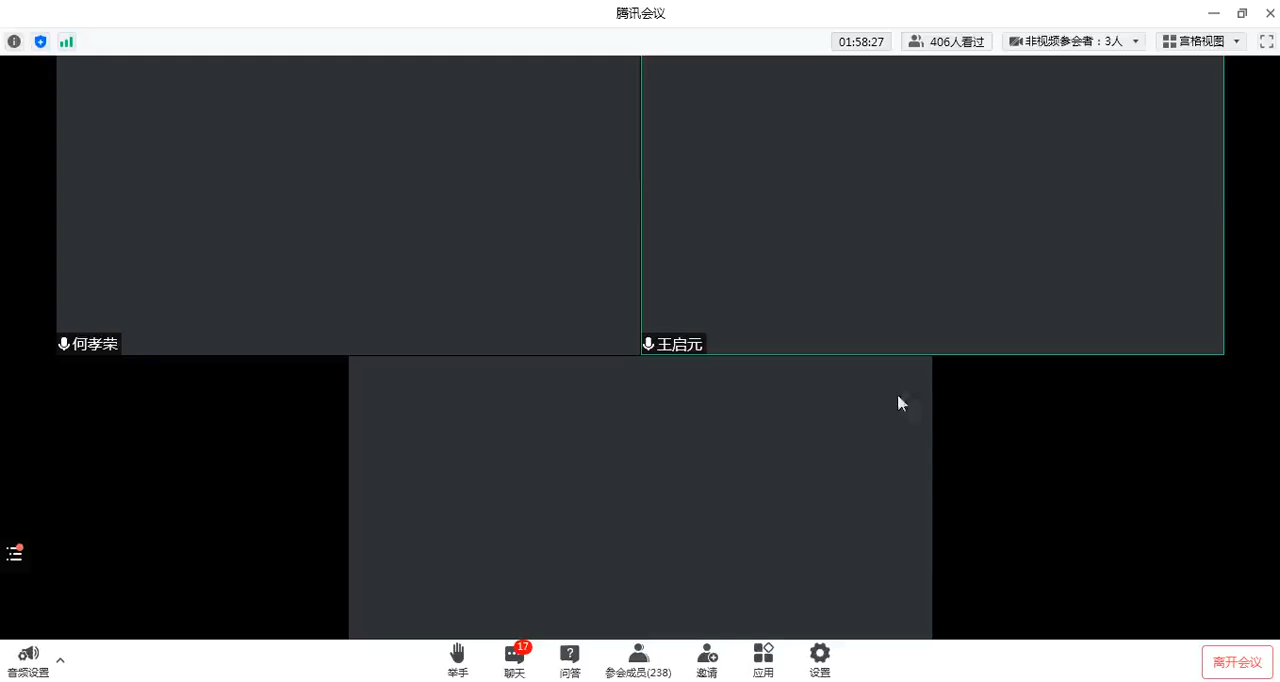 腾讯会议
01:58:27
406人看过
非视频参会者：3人
宫格视图
何孝荣
王启元
音频设置
举手
17
聊天
问答
参会成员(238)
邀请
应用
设置
离开会议